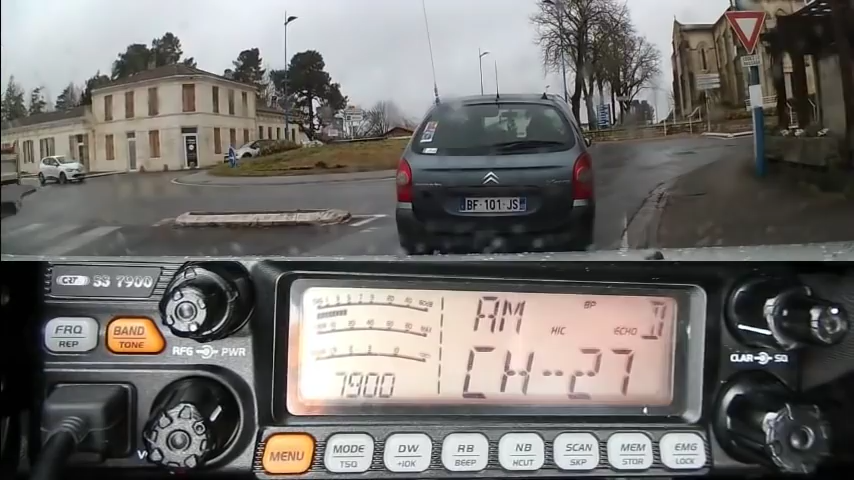 BF-101-JS
CRT SS 7900
FRQ
REP
BAND
TONE
RFG PWR
AM
BP
HIC
ECHO
D
7900
CH--27
CLAR SQ
MENU
MODE
TSQ
DW
+10K
RB
BEEP
NB
HCUT
SCAN
SKP
MEM
STOR
EMG
LOCK